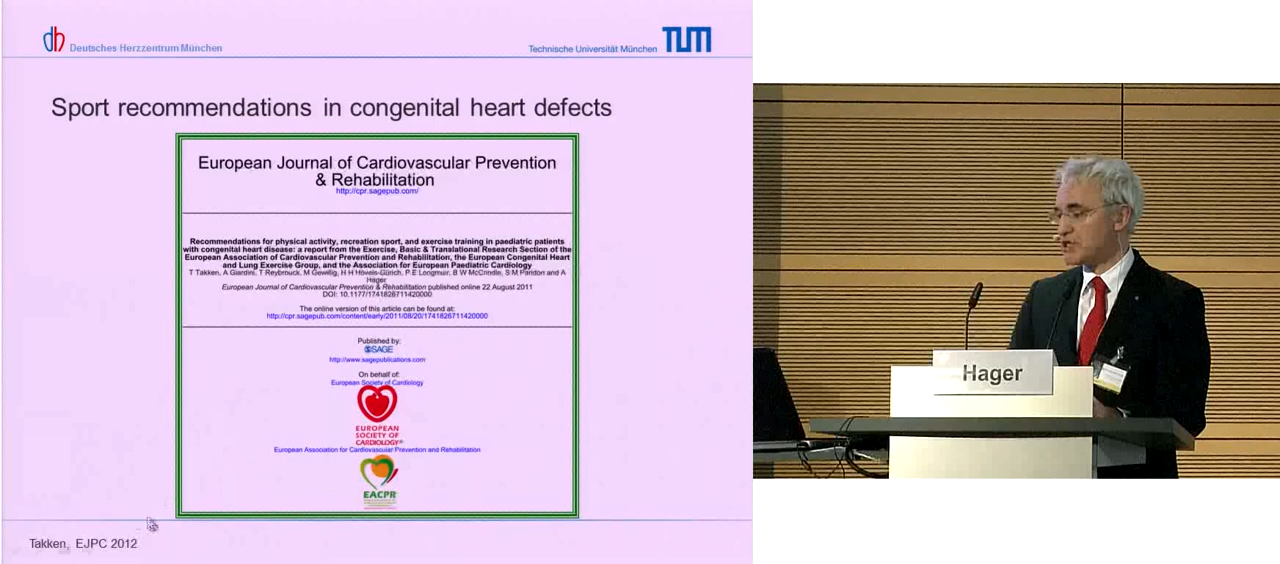 Deutsches Herzzentrum München
Technische Universität München TUM
Sport recommendations in congenital heart defects
European Journal of Cardiovascular Prevention
& Rehabilitation
http://cpr.sagepub.com/
Recommendations for physical activity, recreation sport, and exercise training in paediatric patients
with congenital heart disease: a report from the Exercise, Basic & Translational Research Section of the
European Association of Cardiovascular Prevention and Rehabilitation, the European Congenital Heart
and Lung Exercise Group, and the Association for European Paediatric Cardiology
T Takken, A Giardini, T Reybrouck, M Gewillig, H H Hövels-Gürich, P E Longmuir, B W McCrindle, S M Paridon and A
Hager
European Journal of Cardiovascular Prevention & Rehabilitation published online 22 August 2011
DOI: 10.1177/1741826711420000
The online version of this article can be found at:
http://cpr.sagepub.com/content/early/2011/08/20/1741826711420000
Published by:
SAGE
http://www.sagepublications.com
On behalf of:
European Society of Cardiology
EUROPEAN
SOCIETY OF
CARDIOLOGY®
European Association for Cardiovascular Prevention and Rehabilitation
EACPR
Takken, EJPC 2012
Hager